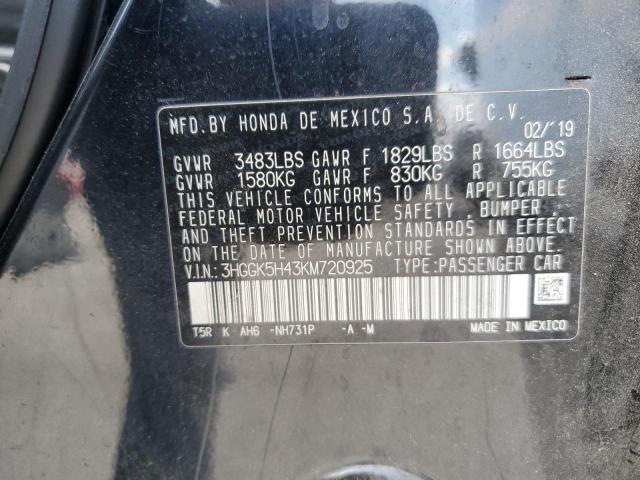 MFD.BY HONDA DE MEXICO S.A. DE C.V.
02/'19
GVWR 3483LBS GAWR F 1829LBS R 1664LBS
GVWR 1580KG GAWR F 830KG R 755KG
THIS VEHICLE CONFORMS TO ALL APPLICABLE
FEDERAL MOTOR VEHICLE SAFETY , BUMPER ,
AND THEFT PREVENTION STANDARDS IN EFFECT
ON THE DATE OF MANUFACTURE SHOWN ABOVE.
V.I.N.: 3HGGK5H43KM720925 TYPE:PASSENGER CAR
T5R K AH6 -NH731P -A -M MADE IN MEXICO